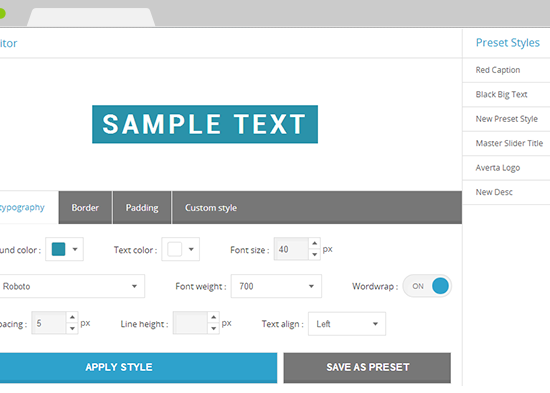 itor
Preset Styles
Red Caption
Black Big Text
New Preset Style
Master Slider Title
Averta Logo
New Desc
SAMPLE TEXT
typography Border Padding Custom style
und color : Text color : Font size : 40 px
Roboto Font weight : 700 Wordwrap : ON
acing : 5 px Line height : px Text align : Left
APPLY STYLE SAVE AS PRESET